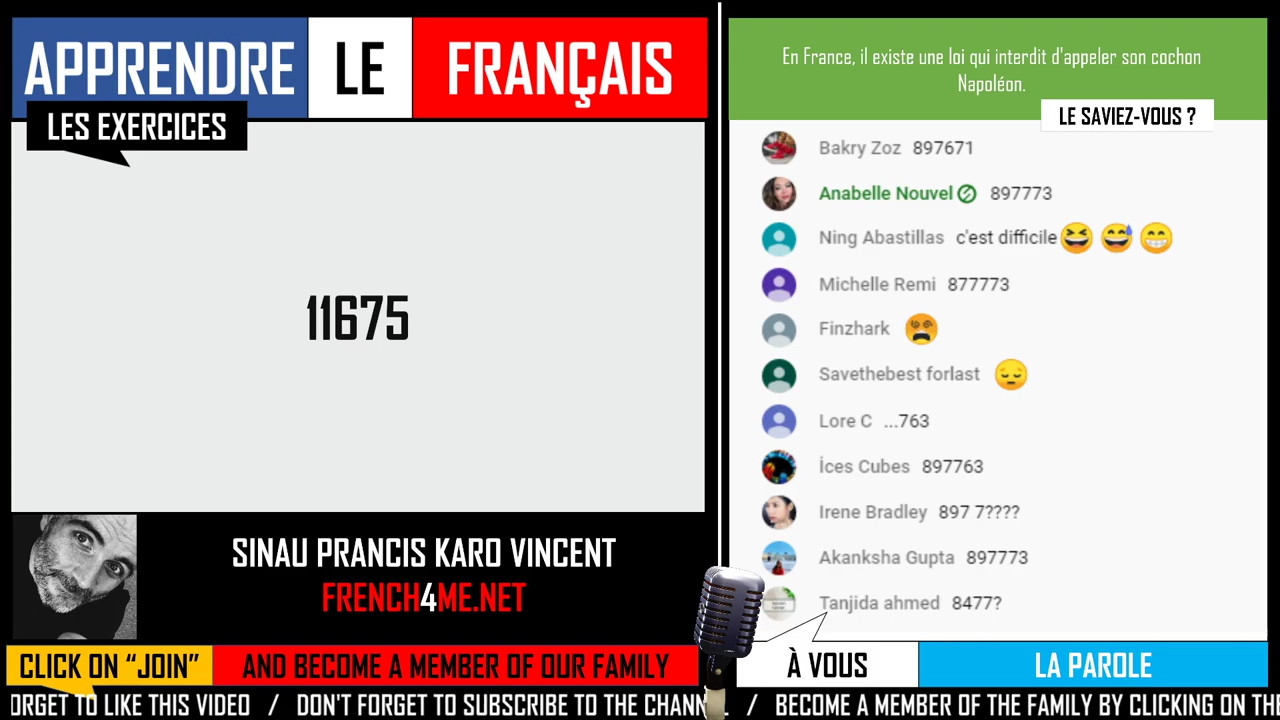 APPRENDRE LE FRANÇAIS
LES EXERCICES
11675
SINAU PRANCIS KARO VINCENT
FRENCH4ME.NET
CLICK ON “JOIN” AND BECOME A MEMBER OF OUR FAMILY
En France, il existe une loi qui interdit d'appeler son cochon
Napoléon.
LE SAVIEZ-VOUS ?
Bakry Zoz 897671
Anabelle Nouvel 897773
Ning Abastillas c'est difficile😆😅😁
Michelle Remi 877773
Finzhark
Savethebest forlast 😔
Lore C ...763
İces Cubes 897763
Irene Bradley 897 7????
Akanksha Gupta 897773
Tanjida ahmed 8477?
À VOUS LA PAROLE
ORGET TO LIKE THIS VIDEO / DON'T FORGET TO SUBSCRIBE TO THE CHANN L / BECOME A MEMBER OF THE FAMILY BY CLICKING ON TH